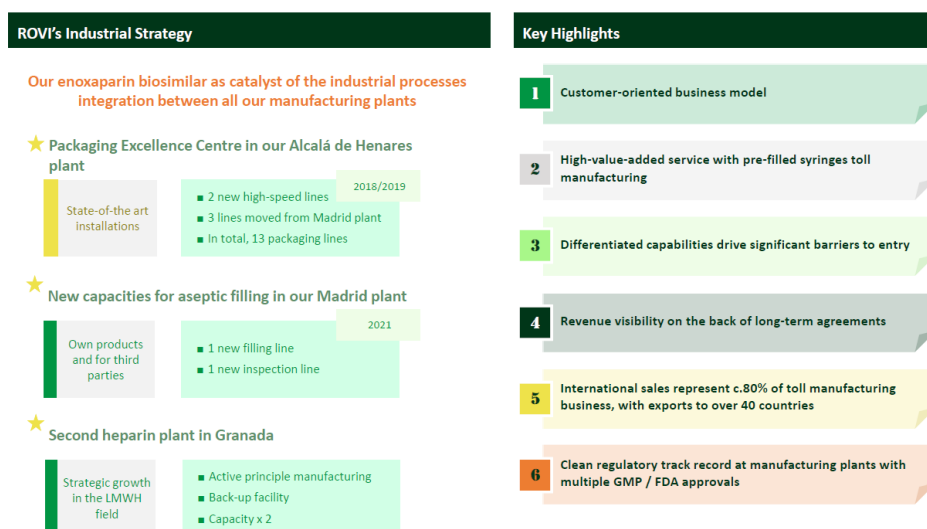 ROVI's Industrial Strategy
Our enoxaparin biosimilar as catalyst of the industrial processes
integration between all our manufacturing plants
Packaging Excellence Centre in our Alcalá de Henares
plant
State-of-the art
installations
2018/2019
■ 2 new high-speed lines
■ 3 lines moved from Madrid plant
■ In total, 13 packaging lines
New capacities for aseptic filling in our Madrid plant
Own products
and for third
parties
2021
■ 1 new filling line
■ 1 new inspection line
Second heparin plant in Granada
Strategic growth
in the LMWH
field
■ Active principle manufacturing
■ Back-up facility
■ Capacity x 2
Key Highlights
1
Customer-oriented business model
2
High-value-added service with pre-filled syringes toll
manufacturing
3
Differentiated capabilities drive significant barriers to entry
4
Revenue visibility on the back of long-term agreements
5
International sales represent c.80% of toll manufacturing
business, with exports to over 40 countries
6
Clean regulatory track record at manufacturing plants with
multiple GMP / FDA approvals